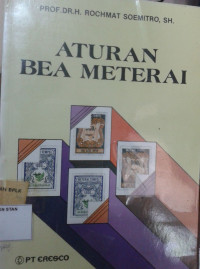 PROF.DR.H. ROCHMAT SOEMITRO, SH.
ATURAN
BEA METERAI
PT ERESCO